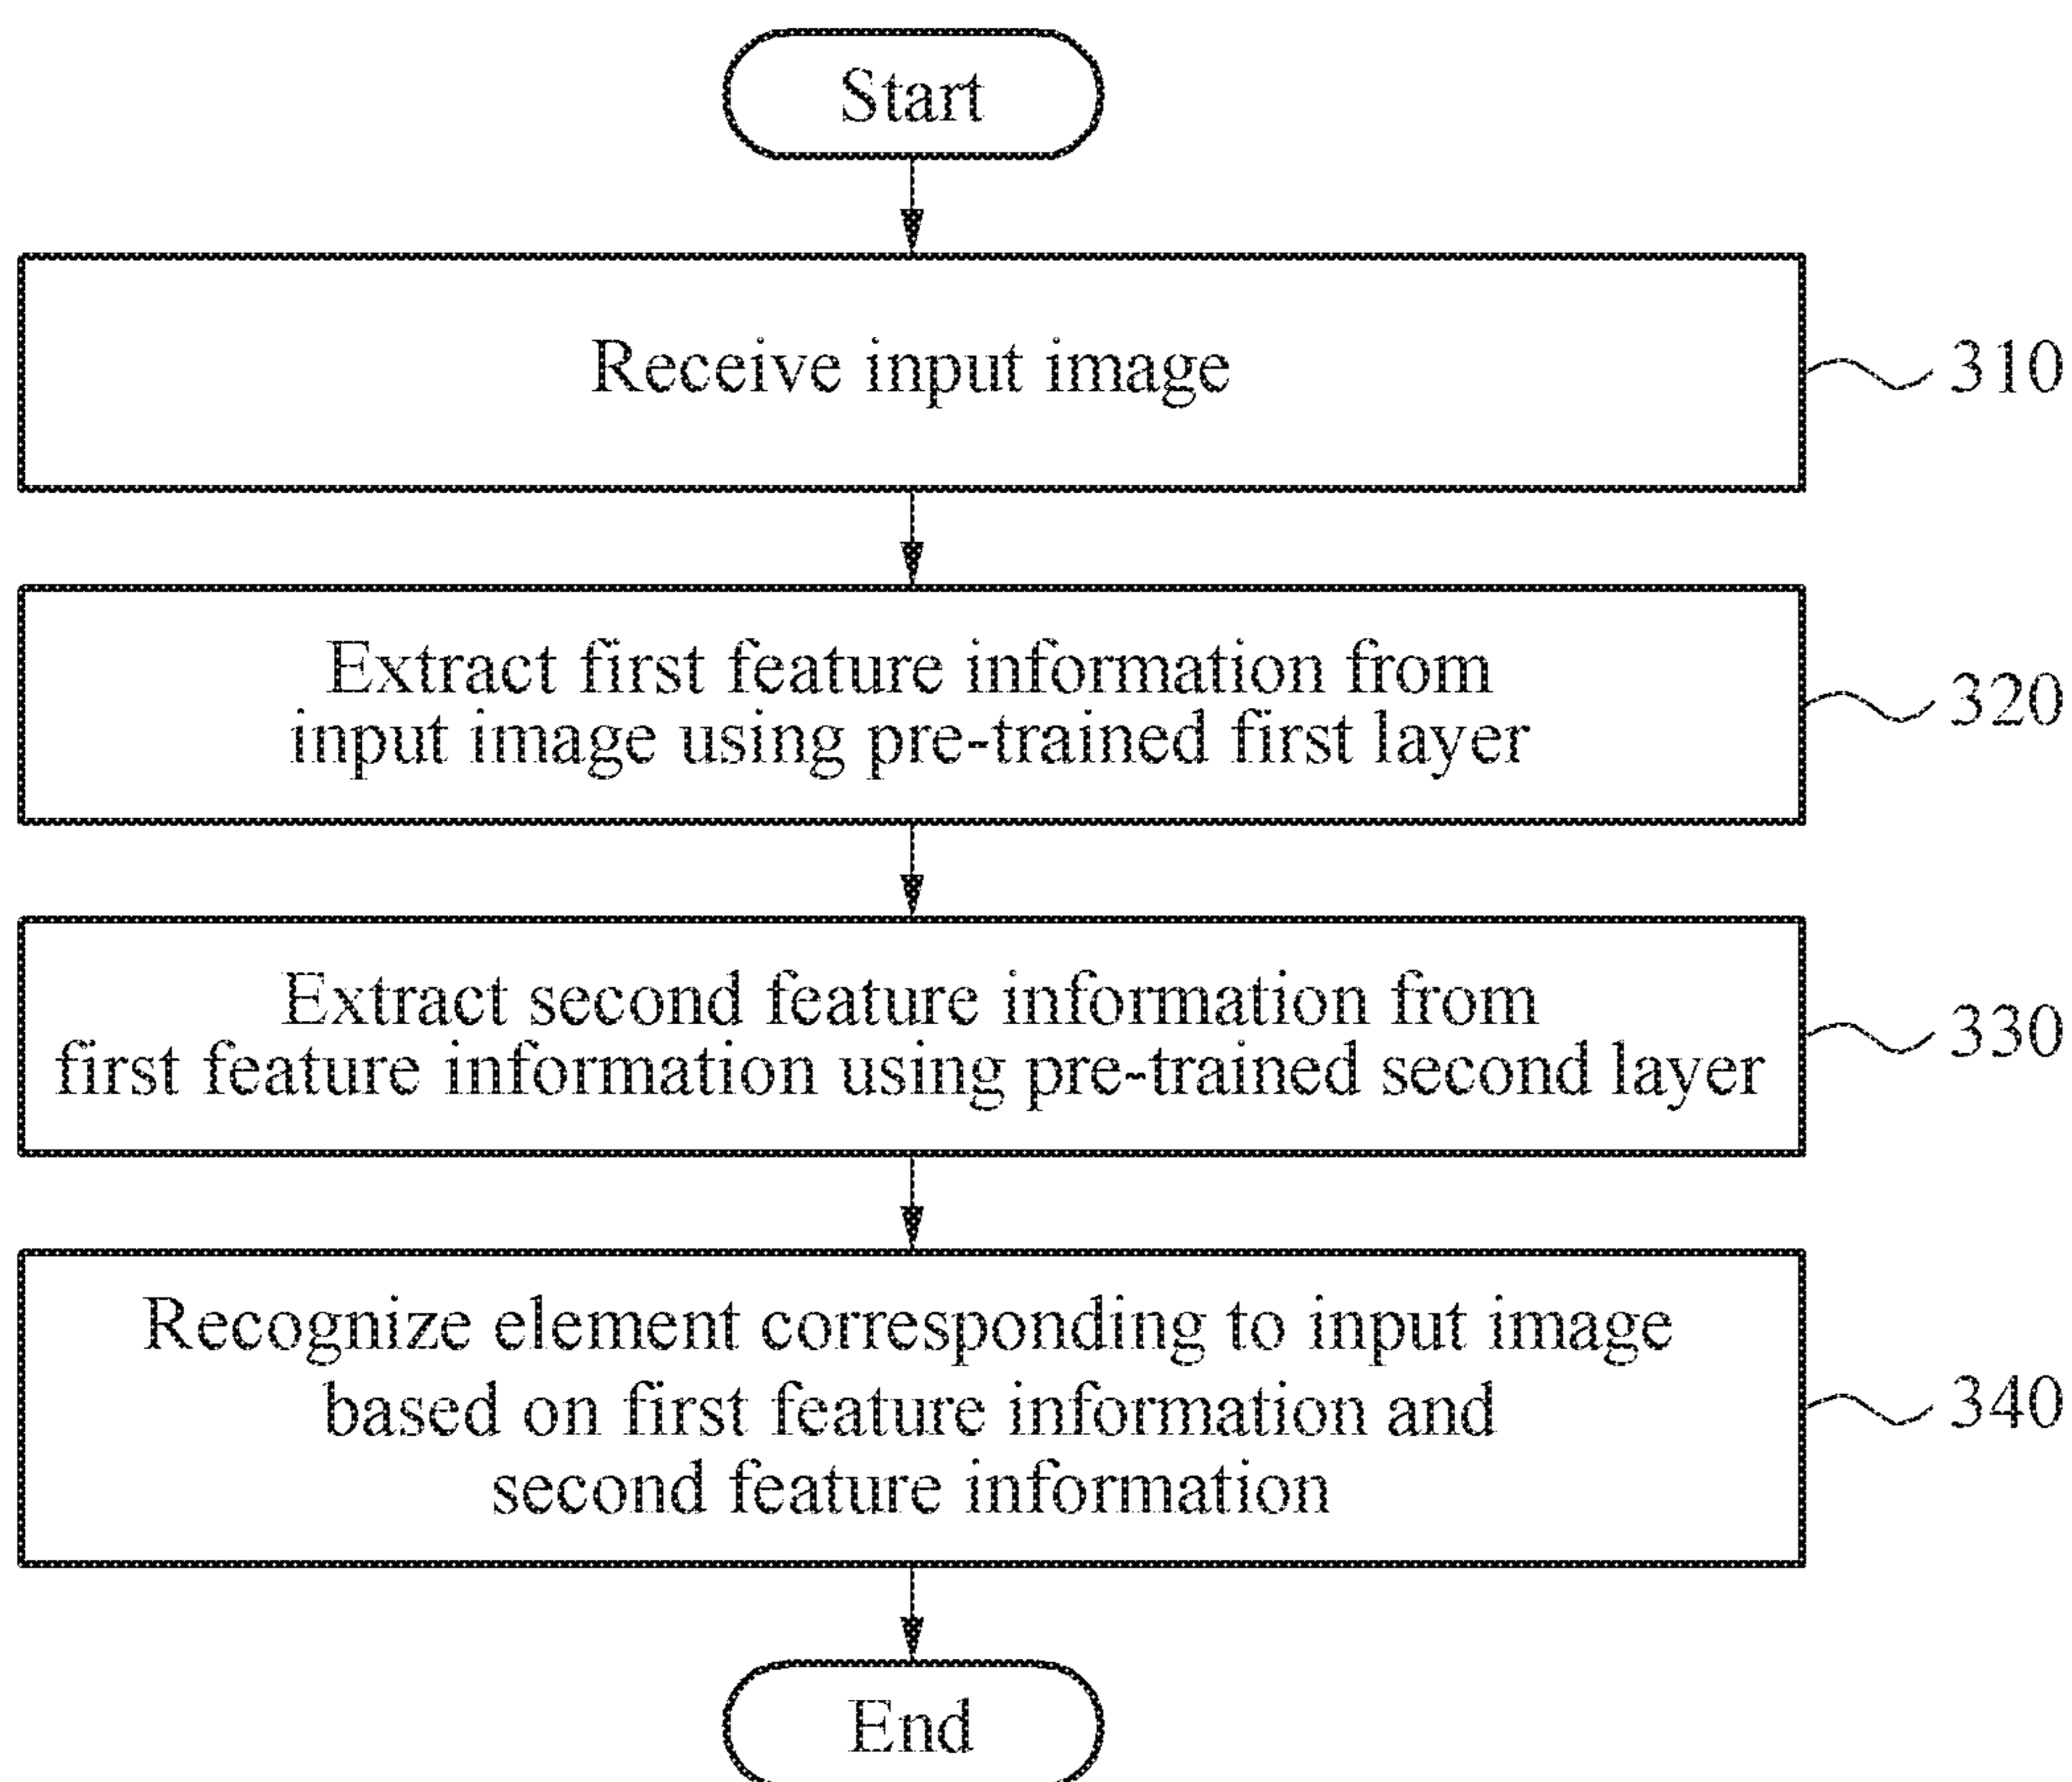 Start
Receive input image
310
Extract first feature information from
input image using pre-trained first layer
320
Extract second feature information from
first feature information using pre-trained second layer
330
Recognize element corresponding to input image
based on first feature information and
second feature information
340
End